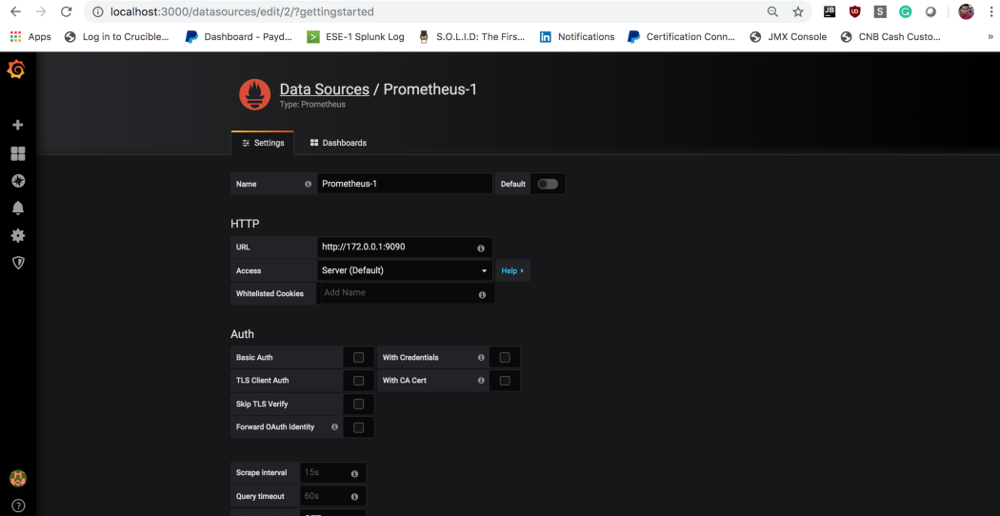 localhost:3000/datasources/edit/2/?gettingstarted
Apps Log in to Crucible... Dashboard - Payd... ESE-1 Splunk Log S.O.L.I.D: The Firs... Notifications Certification Conn... JMX Console CNB Cash Custo... »
Data Sources / Prometheus-1
Type: Prometheus
Settings Dashboards
Name Prometheus-1 Default
HTTP
URL http://172.0.0.1:9090
Access Server (Default) Help
Whitelisted Cookies Add Name
Auth
Basic Auth With Credentials
TLS Client Auth With CA Cert
Skip TLS Verify
Forward OAuth Identity
Scrape interval 15s
Query timeout 60s